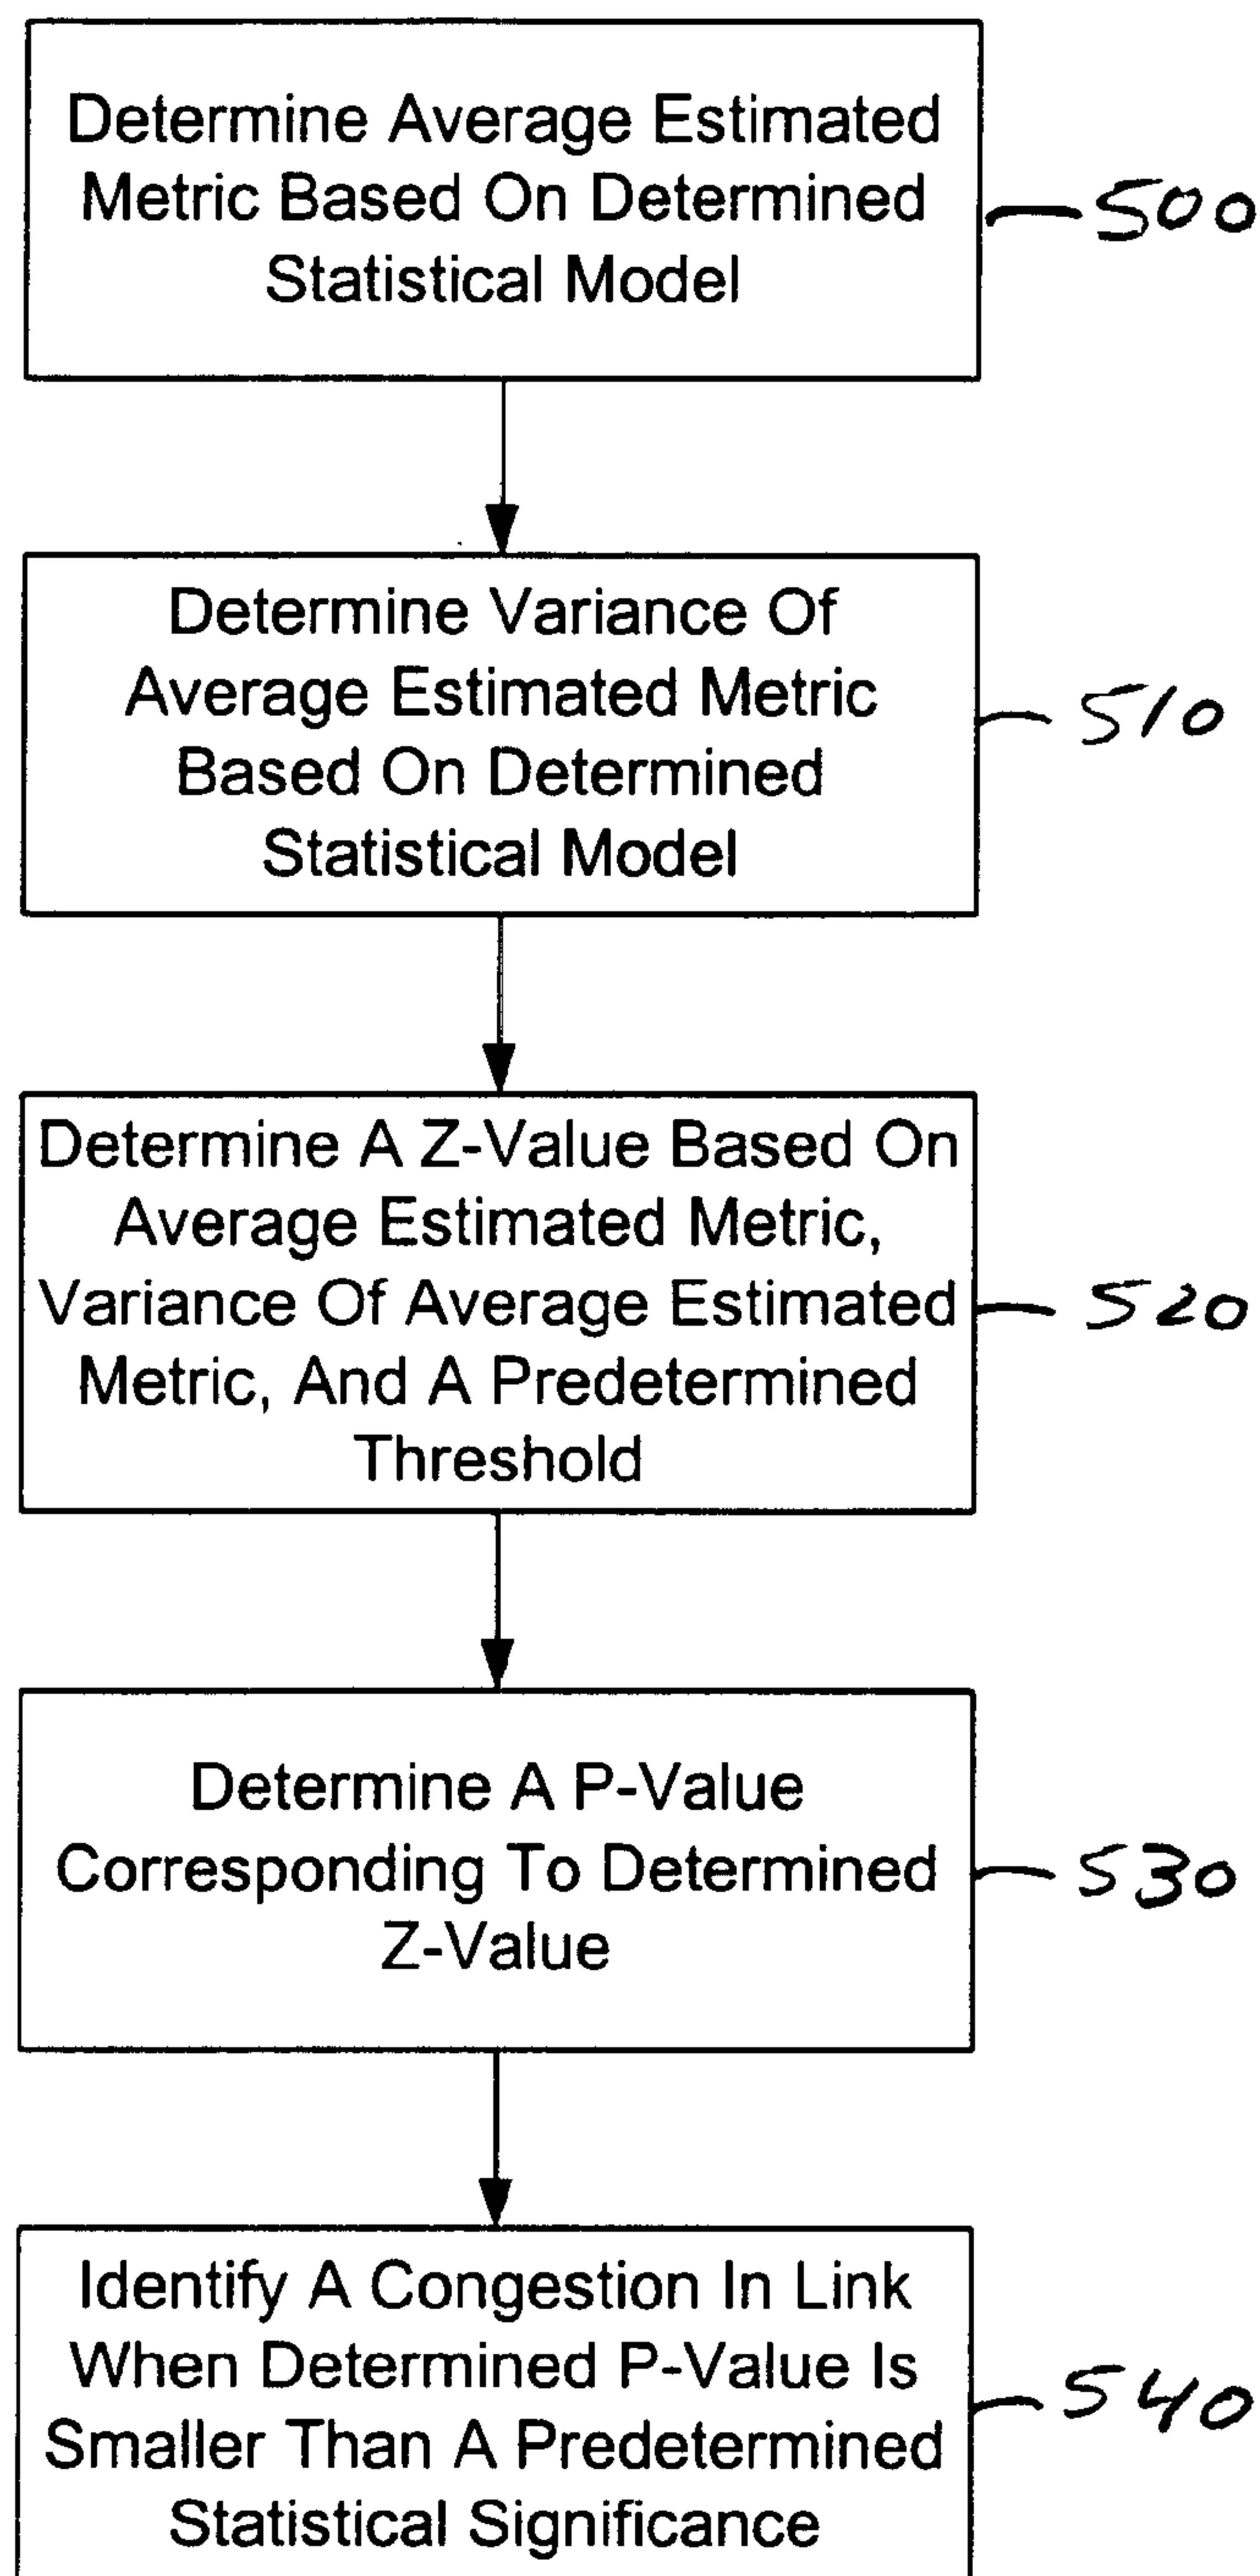 Determine Average Estimated
Metric Based On Determined
Statistical Model
500
Determine Variance Of
Average Estimated Metric
Based On Determined
Statistical Model
510
Determine A Z-Value Based On
Average Estimated Metric,
Variance Of Average Estimated
Metric, And A Predetermined
Threshold
520
Determine A P-Value
Corresponding To Determined
Z-Value
530
Identify A Congestion In Link
When Determined P-Value Is
Smaller Than A Predetermined
Statistical Significance
540